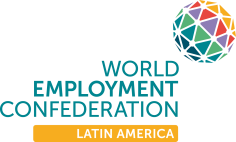 WORLD
EMPLOYMENT
CONFEDERATION
LATIN AMERICA